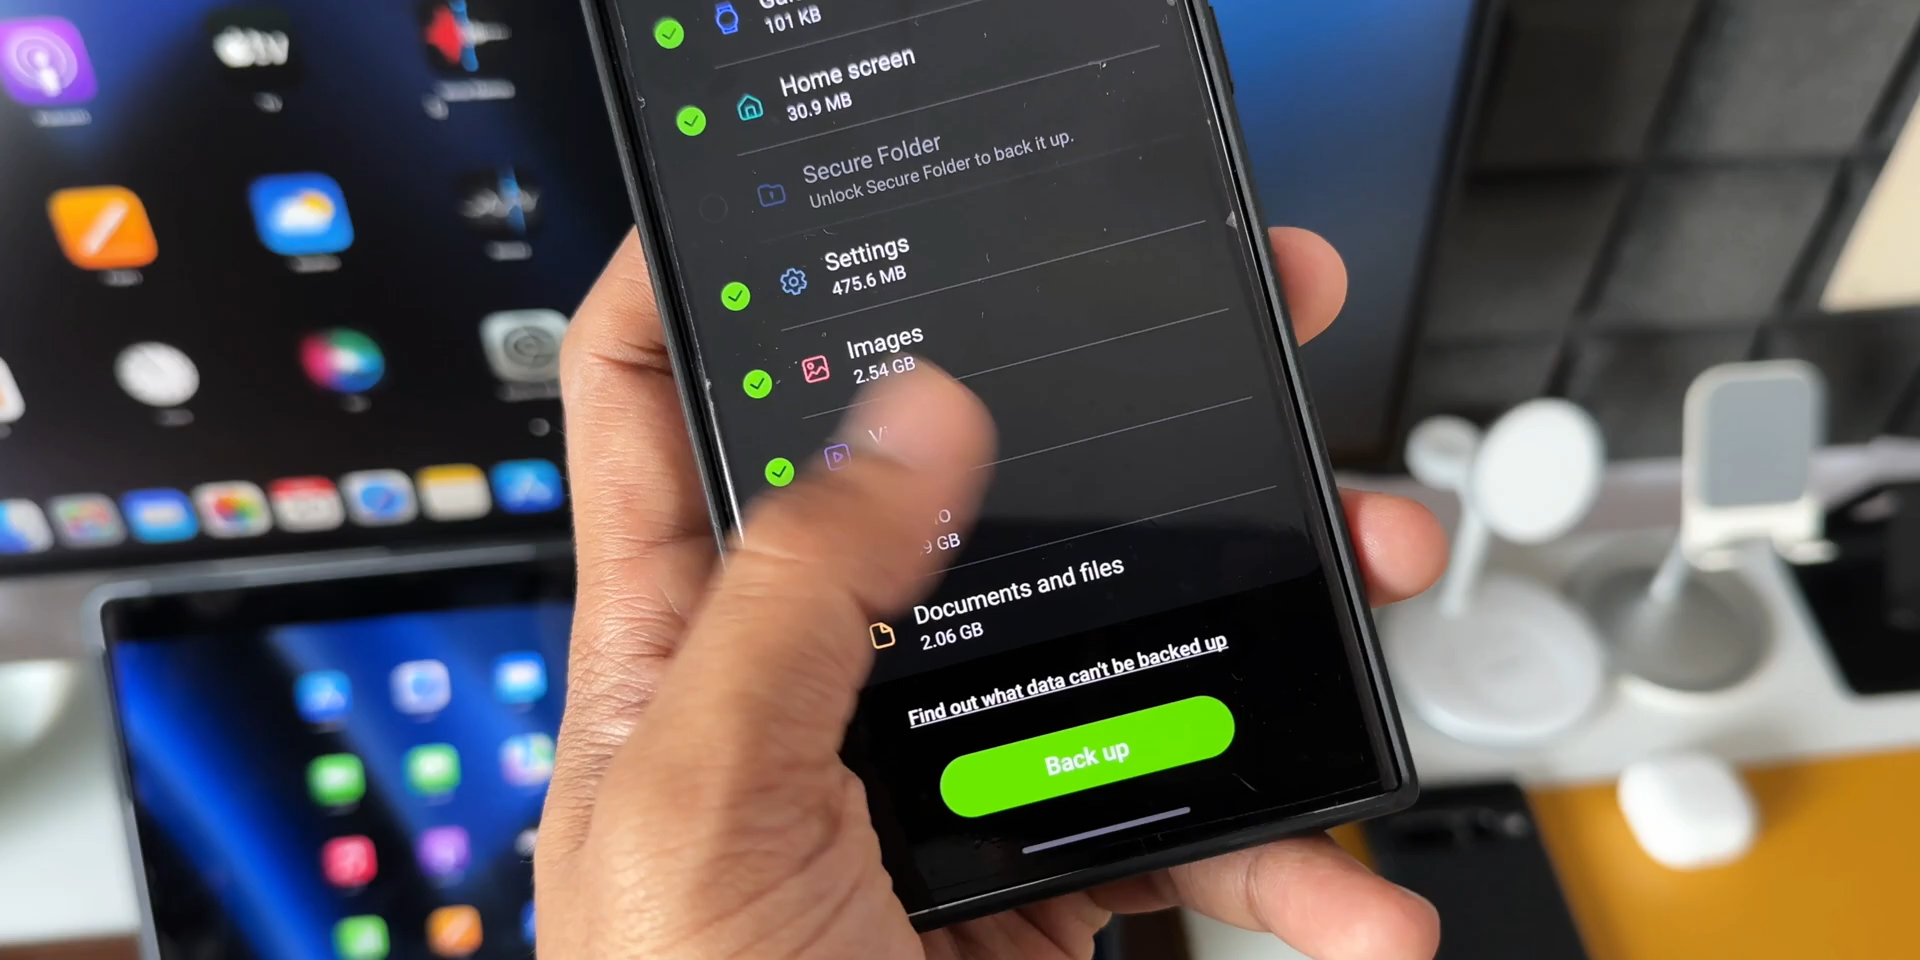 101 KB
Home screen
30.9 MB
Secure Folder
Unlock Secure Folder to back it up.
Settings
475.6 MB
Images
2.54 GB
Documents and files
2.06 GB
Find out what data can't be backed up
Back up
tv